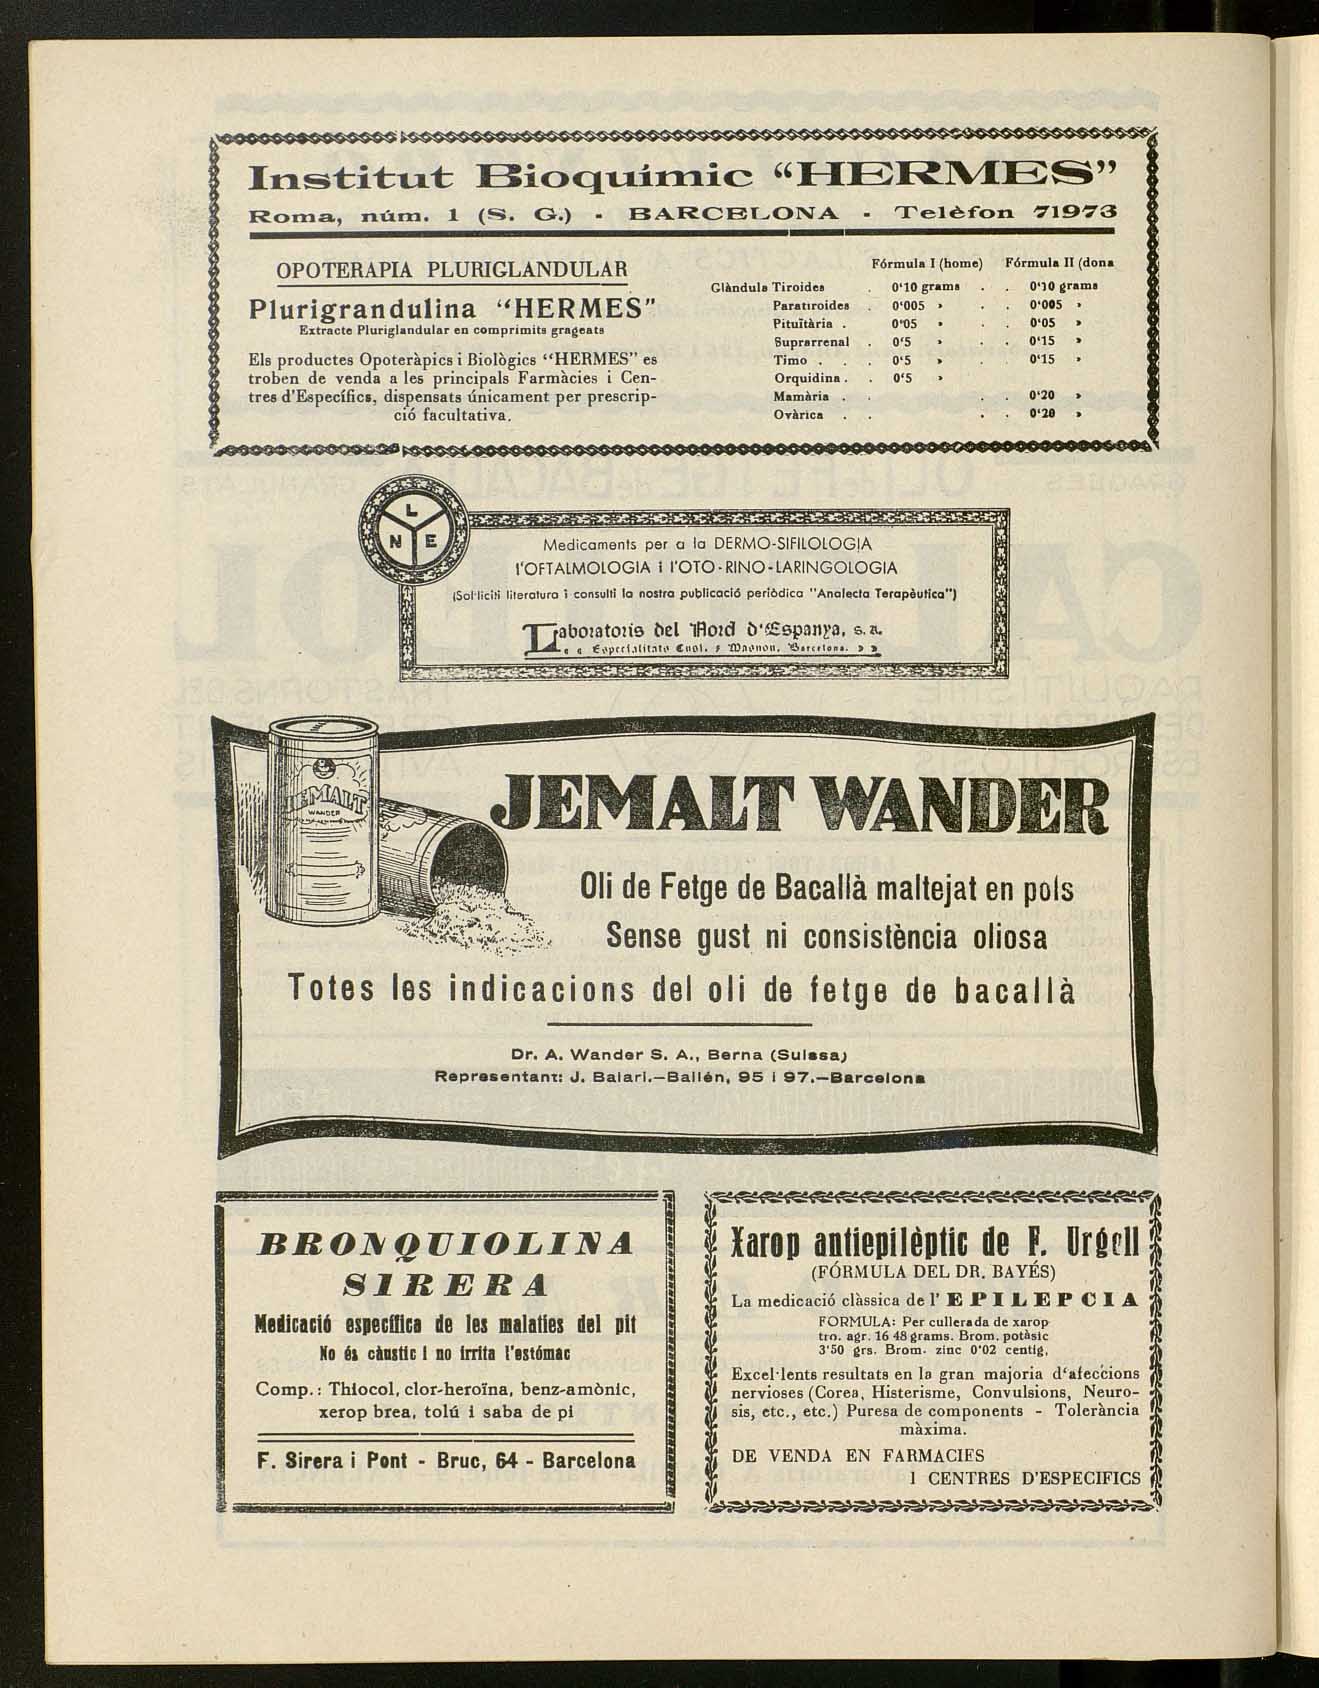 Institut Bioquímic “HERMES”
Roma, núm. 1 (S. G.) - BARCELONA - Telèfon 71973
OPOTERAPIA PLURIGLANDULAR
Plurigrandulina “HERMES”
Extracte Pluriglandular en comprimits grageats
Els productes Opoteràpics i Biològics “HERMES” es
troben de venda a les principals Farmàcies i Cen-
tres d'Específics, dispensats únicament per prescrip-
ció facultativa.
Fórmula I (home) Fórmula II (dona
Glàndula Tiroides . 0‘10 grams . . 0‘10 grams
Paratiroides . 0‘005 » . . 0‘005 »
Pituïtària . 0‘05 » . . 0‘05 »
Suprarrenal . 0‘5 » . . 0‘15 »
Timo . . . 0‘5 » . . 0‘15 »
Orquidina . . 0‘5 »
Mamària . . . . 0‘20 »
Ovàrica . . . . 0‘20 »
L
N E
Medicaments per a la DERMO-SIFILOLOGIA
l'OFTALMOLOGIA i l'OTO-RINO-LARINGOLOGIA
(Sol·liciti literatura i consulti la nostra publicació periòdica "Analecta Terapèutica")
Laboratoris del Nord d'Espanya, S. A.
Especialitats Cusí. Masnou, Barcelona.
JEMALT
WANDER
JEMALT WANDER
Oli de Fetge de Bacallà maltejat en pols
Sense gust ni consistència oliosa
Totes les indicacions del oli de fetge de bacallà
Dr. A. Wander S. A., Berna (Suissa)
Representant: J. Balari.—Bailén, 95 i 97.—Barcelona
BRONQUIOLINA
SIRERA
Medicació específica de les malalties del pit
No és càustic i no irrita l'estómac
Comp.: Thiocol, clor-heroïna, benz-amònic,
xerop brea, tolú i saba de pi
F. Sirera i Pont - Bruc, 64 - Barcelona
Xarop antiepilèptic de F. Urgell
(FÓRMULA DEL DR. BAYÉS)
La medicació clàssica de l' EPILEPCIA
FORMULA: Per cullerada de xarop
tro. agr. 16 48 grams. Brom. potàsic
3'50 grs. Brom. zinc 0'02 centig,
Excel·lents resultats en la gran majoria d‘afeccions
nervioses (Corea, Histerisme, Convulsions, Neuro-
sis, etc., etc.) Puresa de components - Tolerància
màxima.
DE VENDA EN FARMACIES
I CENTRES D'ESPECIFICS